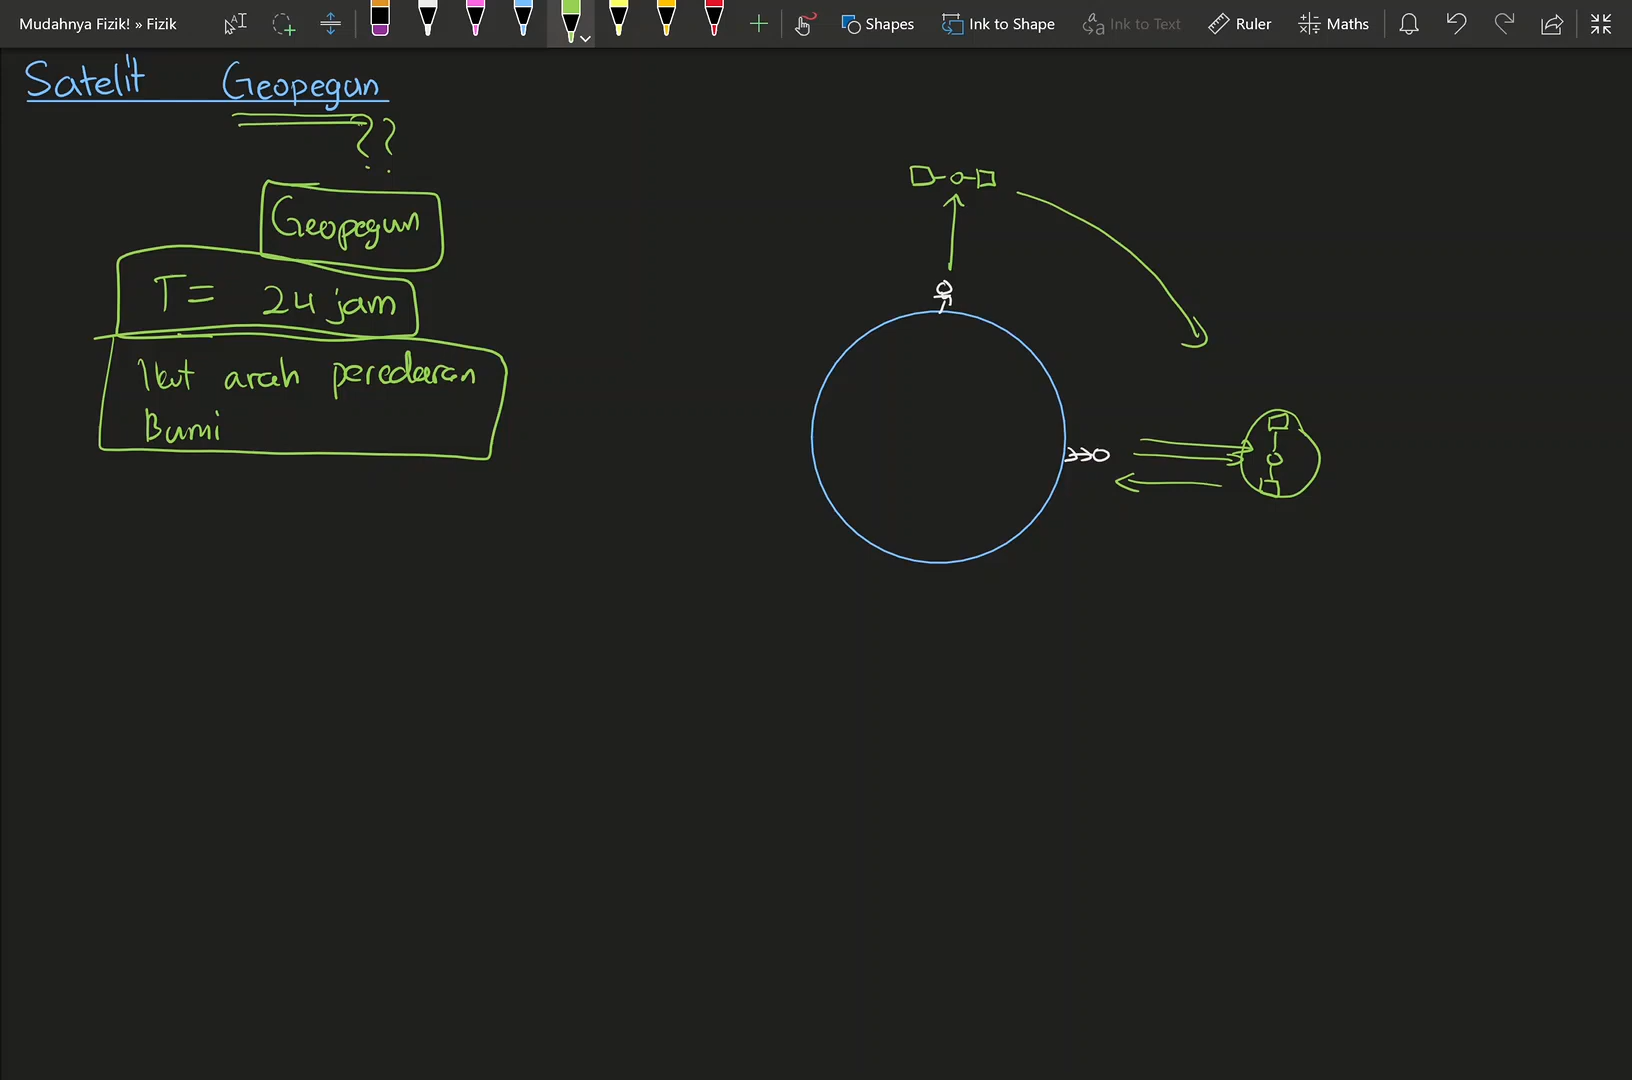 Mudahnya Fizik! » Fizik
Shapes
Ink to Shape
Ink to Text
Ruler
Maths
Satelit Geopegun
??
Geopegun
T = 24 jam
Ikut arah peredaran
Bumi